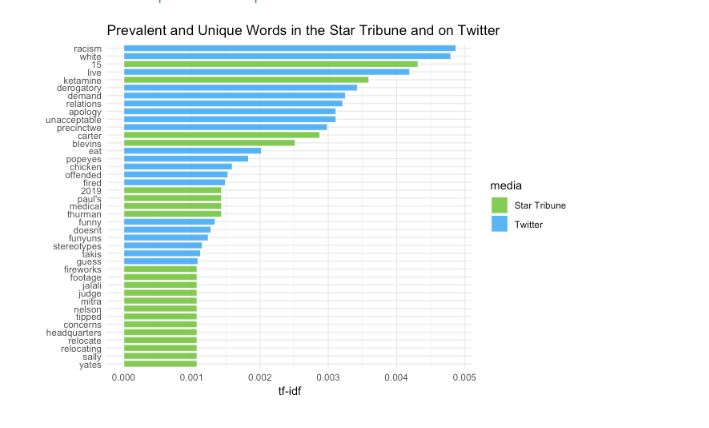 Prevalent and Unique Words in the Star Tribune and on Twitter
racism
white
15
live
ketamine
derogatory
demand
relations
apology
unacceptable
precinctwe
carter
blevins
eat
popeyes
chicken
offended
fired
2019
paul's
medical
thurman
funny
doesnt
funyuns
stereotypes
takis
guess
fireworks
footage
jalali
judge
mitra
nelson
tipped
concerns
headquarters
relocate
relocating
sally
yates
0.000 0.001 0.002 0.003 0.004 0.005
tf-idf
media
Star Tribune
Twitter